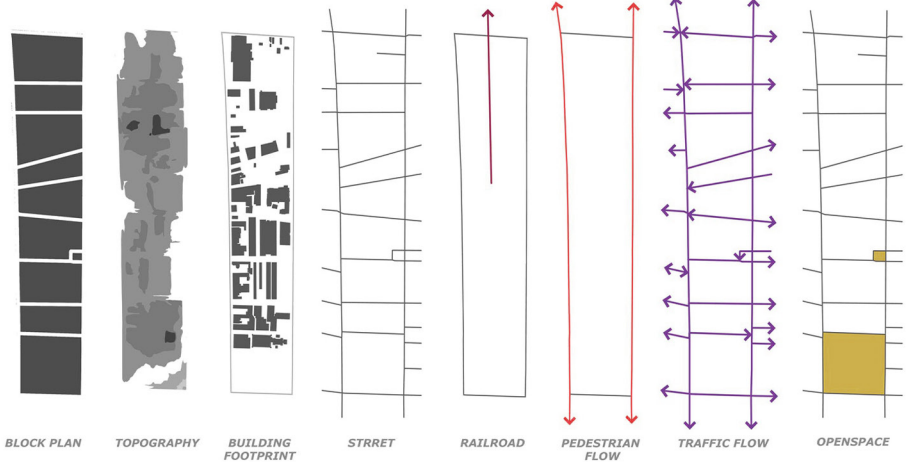 BLOCK PLAN
TOPOGRAPHY
BUILDING
FOOTPRINT
STRRET
RAILROAD
PEDESTRIAN
FLOW
TRAFFIC FLOW
OPENSPACE